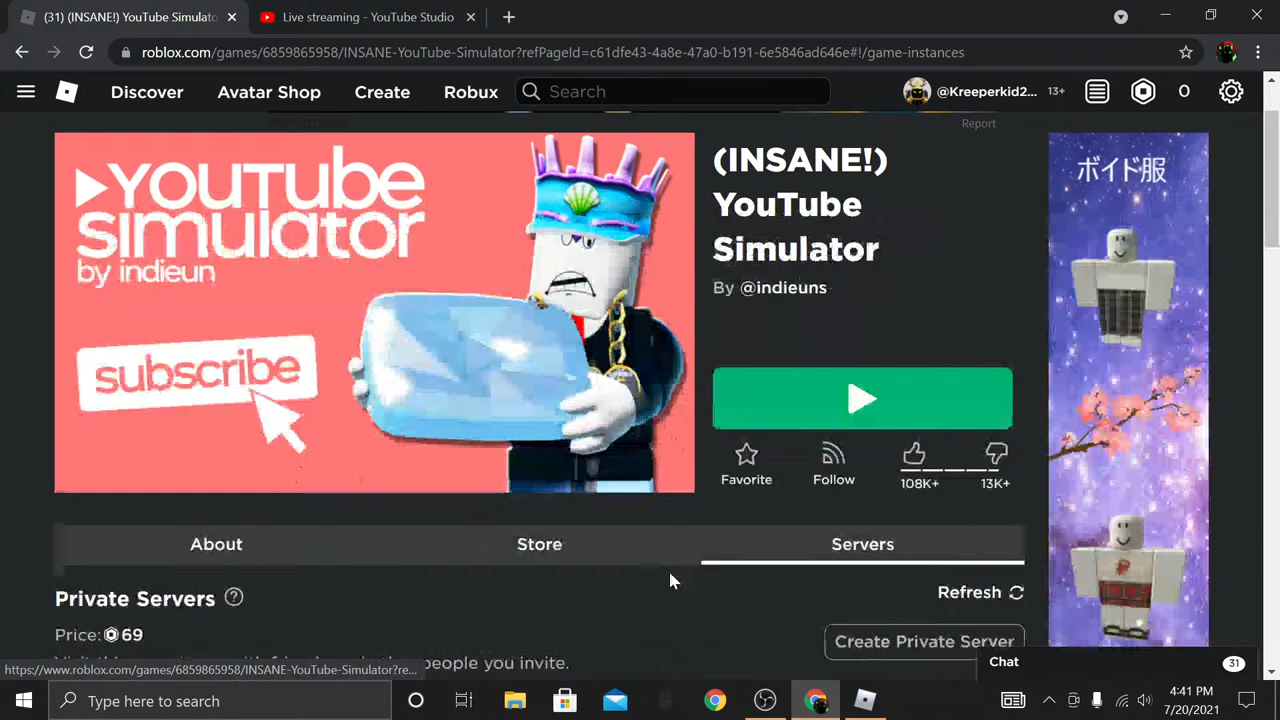 (31) (INSANE!) YouTube Simulato
Live streaming - YouTube Studio
roblox.com/games/6859865958/INSANE-YouTube-Simulator?refPageId=c61dfe43-4a8e-47a0-b191-6e5846ad646e#!/game-instances
Discover
Avatar Shop
Create
Robux
Search
@Kreeperkid2...
13+
0
Report
YouTube
simulator
by indieun
subscribe
(INSANE!)
YouTube
Simulator
By @indieuns
Favorite
Follow
108K+
13K+
ボイド服
About
Store
Servers
Private Servers
Refresh
Price: 69
Create Private Server
people you invite.
https://www.roblox.com/games/6859865958/INSANE-YouTube-Simulator?re...
Chat
31
Type here to search
4:41 PM
7/20/2021